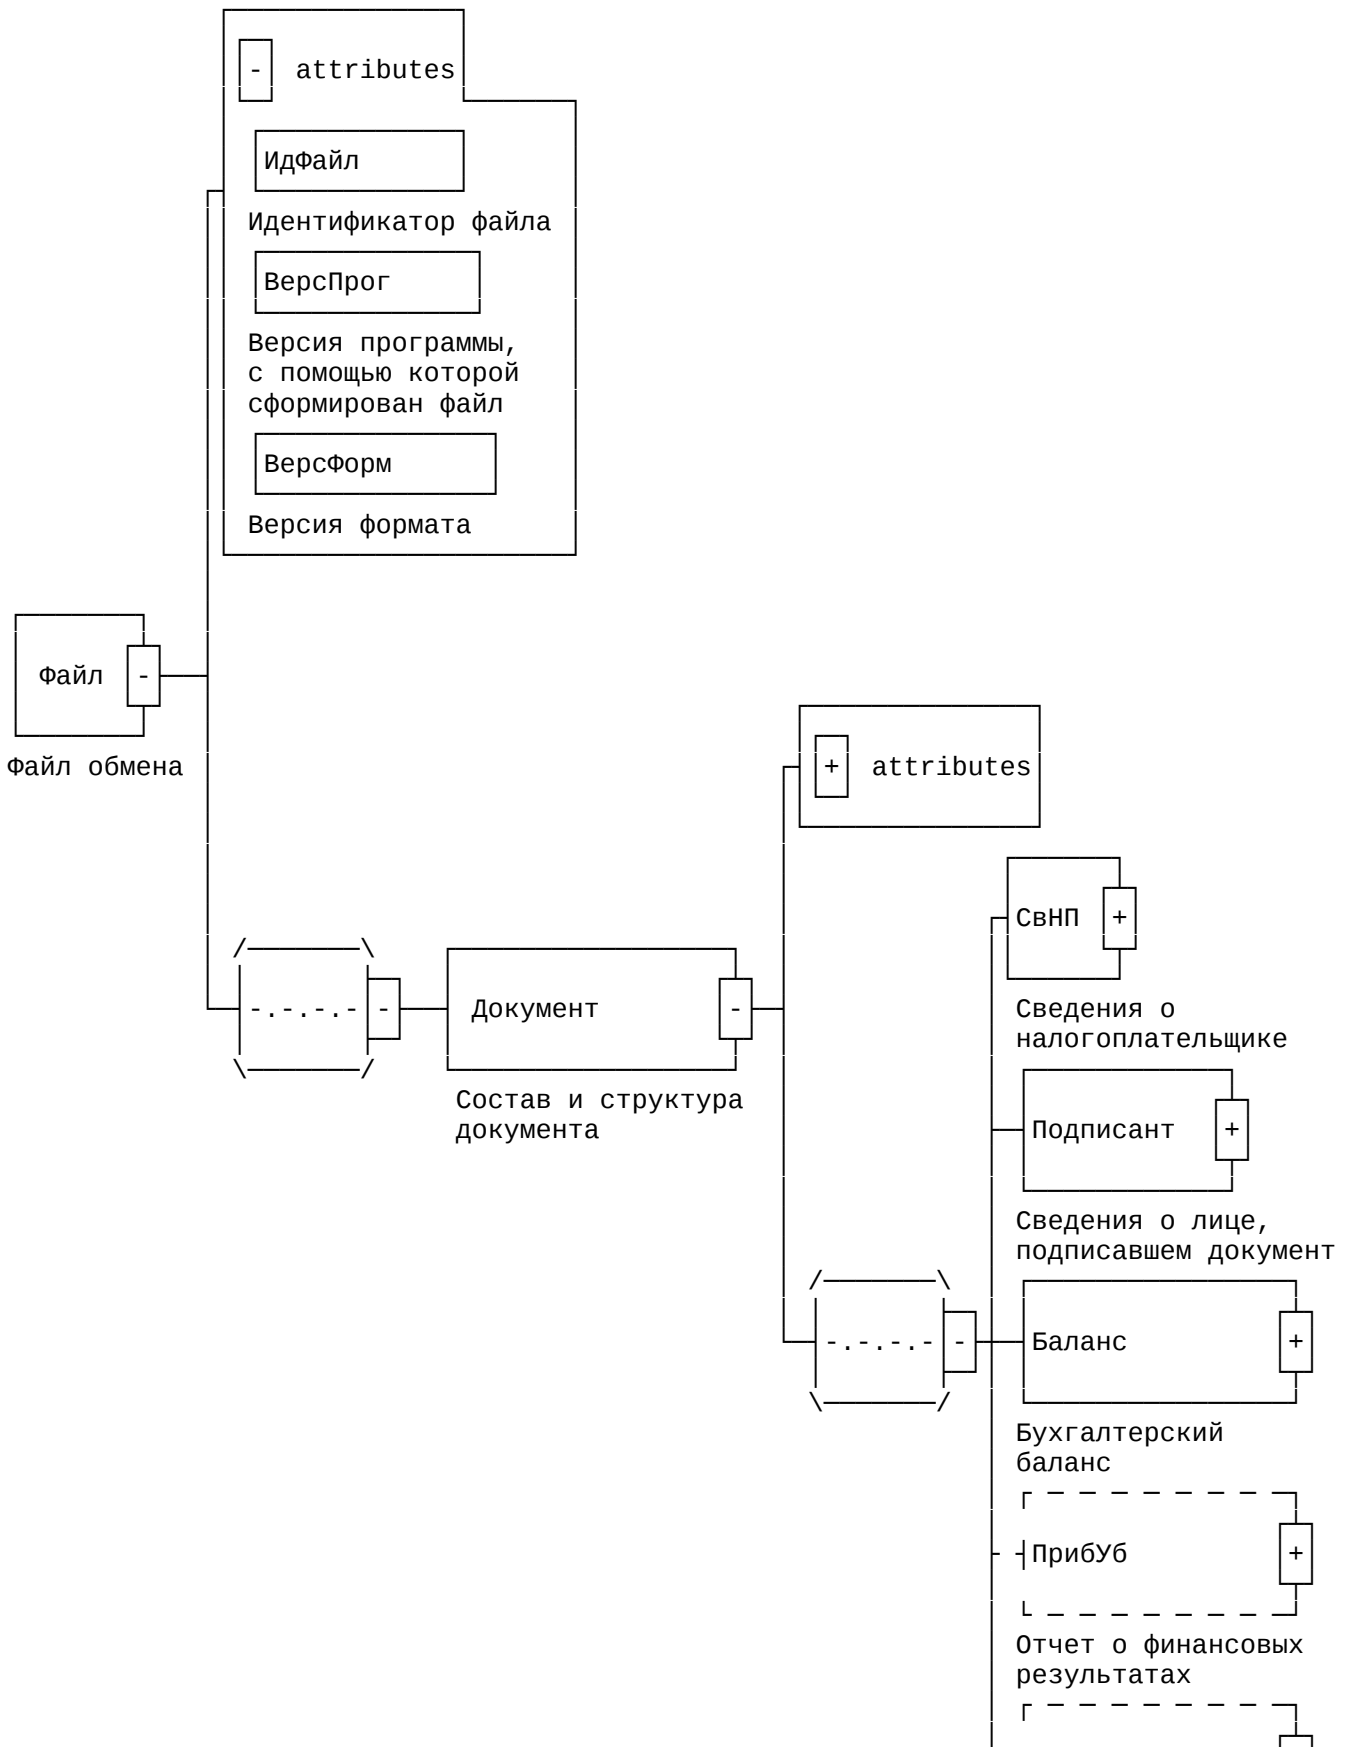 - attributes
ИдФайл
Идентификатор файла
ВерсПрог
Версия программы,
с помощью которой
сформирован файл
ВерсФорм
Версия формата
Файл -
Файл обмена
+ attributes
СвНП +
Сведения о
налогоплательщике
-.-.-.- - Документ -
Состав и структура
документа
Подписант +
Сведения о лице,
подписавшем документ
-.-.-.- - Баланс +
Бухгалтерский
баланс
ПрибУб +
Отчет о финансовых
результатах